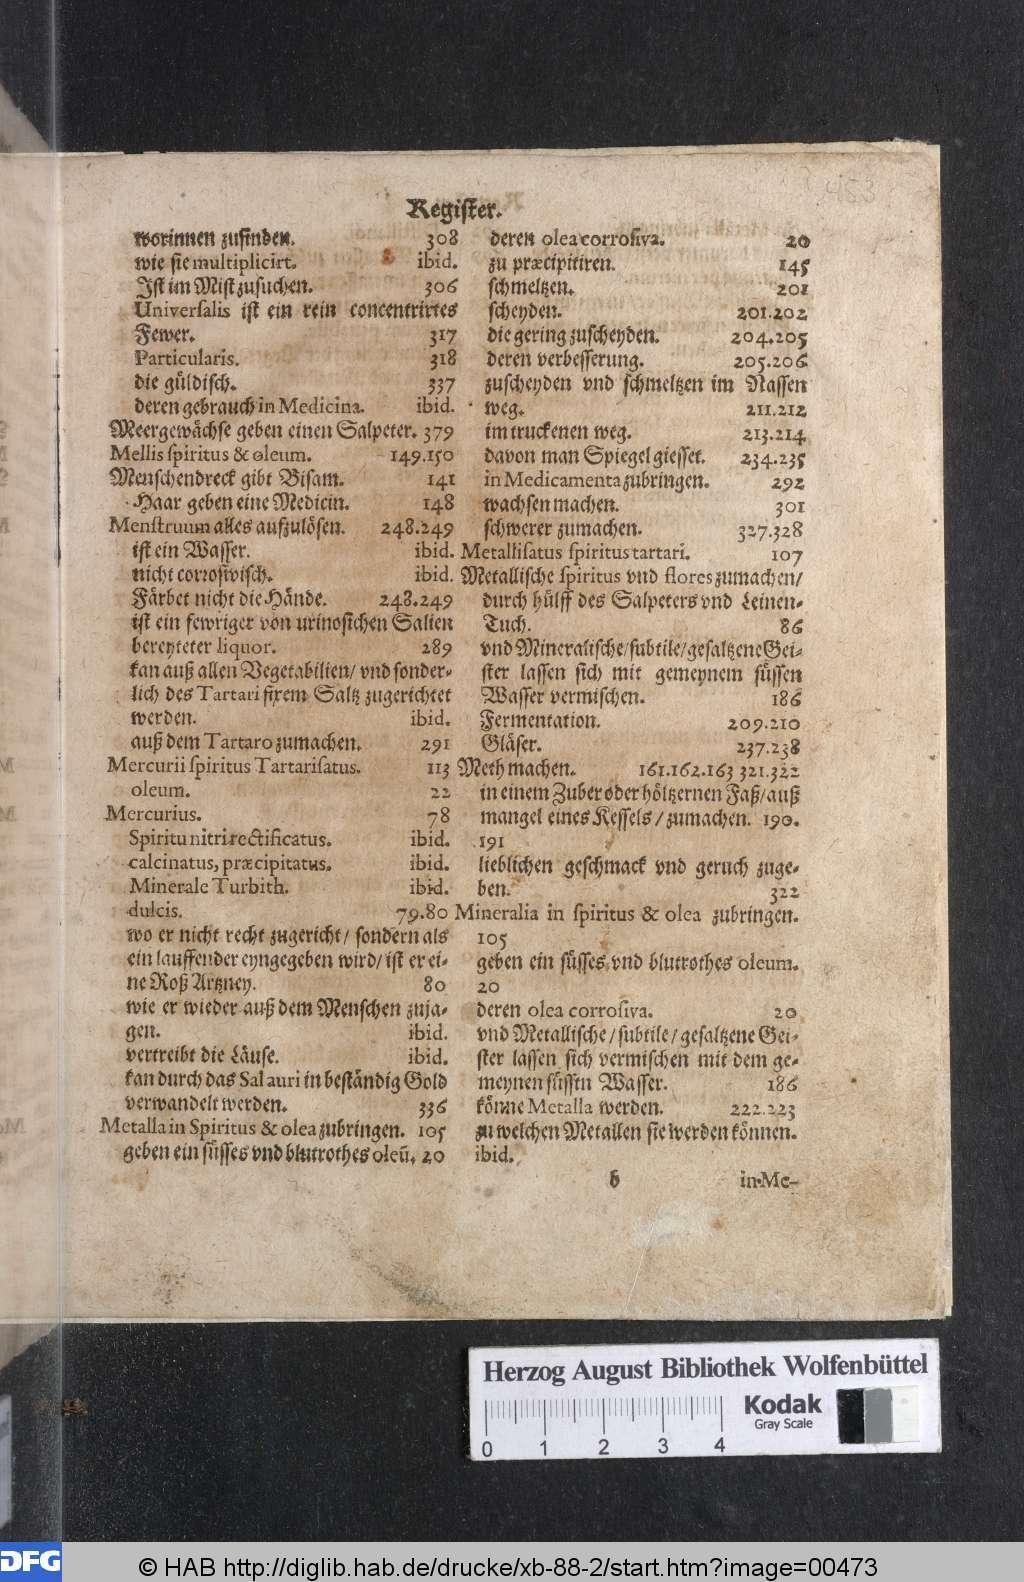 Register.
worinnen zufinden. 308
wie sie multiplicirt. ibid.
Ist im Mist zusuchen. 306
Universalis ist ein rein concentrirtes
Fewer. 317
Particularis. 318
die güldisch. 337
deren gebrauch in Medicina. ibid.
Meergewächse geben einen Salpeter. 379
Mellis spiritus & oleum. 149.150
Menschendreck gibt Bisam. 141
Haar geben eine Medicin. 148
Menstruum alles aufzulösen. 248.249
ist ein Wasser. ibid.
nicht corrosivisch. ibid.
Färbet nicht die Hände. 248.249
ist ein fewriger von urinosichen Salien
bereyteter liquor. 289
kan auß allen Vegetabilien/ vnd sonder-
lich des Tartari fixem Saltz zugerichtet
werden. ibid.
auß dem Tartaro zumachen. 291
Mercurii spiritus Tartarisatus. 113
oleum. 22
Mercurius. 78
Spiritu nitri rectificatus. ibid.
calcinatus, præcipitatus. ibid.
Minerale Turbith. ibid.
dulcis. 79.80
wo er nicht recht zugericht/ sondern als
ein lauffender eyngegeben wird/ ist er ei-
ne Roß Artzney. 80
wie er wieder auß dem Menschen zuja-
gen. ibid.
vertreibt die Läuse. ibid.
kan durch das Sal auri in beständig Gold
verwandelt werden. 336
Metalla in Spiritus & olea zubringen. 105
geben ein süsses vnd blutrothes oleū. 20
deren olea corrosiva. 20
zu præcipitiren. 145
schmeltzen. 201
scheyden. 201.202
die gering zuscheyden. 204.205
deren verbesserung. 205.206
zuscheyden vnd schmeltzen im Nassen
weg. 211.212
im truckenen weg. 213.214
davon man Spiegel giesset. 234.235
in Medicamenta zubringen. 292
wachsen machen. 301
schwerer zumachen. 327.328
Metallisatus spiritus tartari. 107
Metallische spiritus vnd flores zumachen/
durch hülff des Salpeters vnd Leinen-
Tuch. 86
vnd Mineralische/ subtile/ gesaltzene Gei-
ster lassen sich mit gemeynem süssen
Wasser vermischen. 186
Fermentation. 209.210
Gläser. 237.238
Meth machen. 161.162.163 321.322
in einem Zuber oder höltzernen Faß/ auß
mangel eines Kessels / zumachen. 190.
191
lieblichen geschmack vnd geruch zuge-
ben. 322
Mineralia in spiritus & olea zubringen.
105
geben ein süsses vnd blutrothes oleum.
20
deren olea corrosiva. 20
vnd Metallische / subtile / gesaltzene Gei-
ster lassen sich vermischen mit dem ge-
meynen süssen Wasser. 186
könne Metalla werden. 222.223
zu welchen Metallen sie werden können.
ibid.
b in Me-
Herzog August Bibliothek Wolfenbüttel
Kodak
Gray Scale
0 1 2 3 4
DFG © HAB http://diglib.hab.de/drucke/xb-88-2/start.htm?image=00473